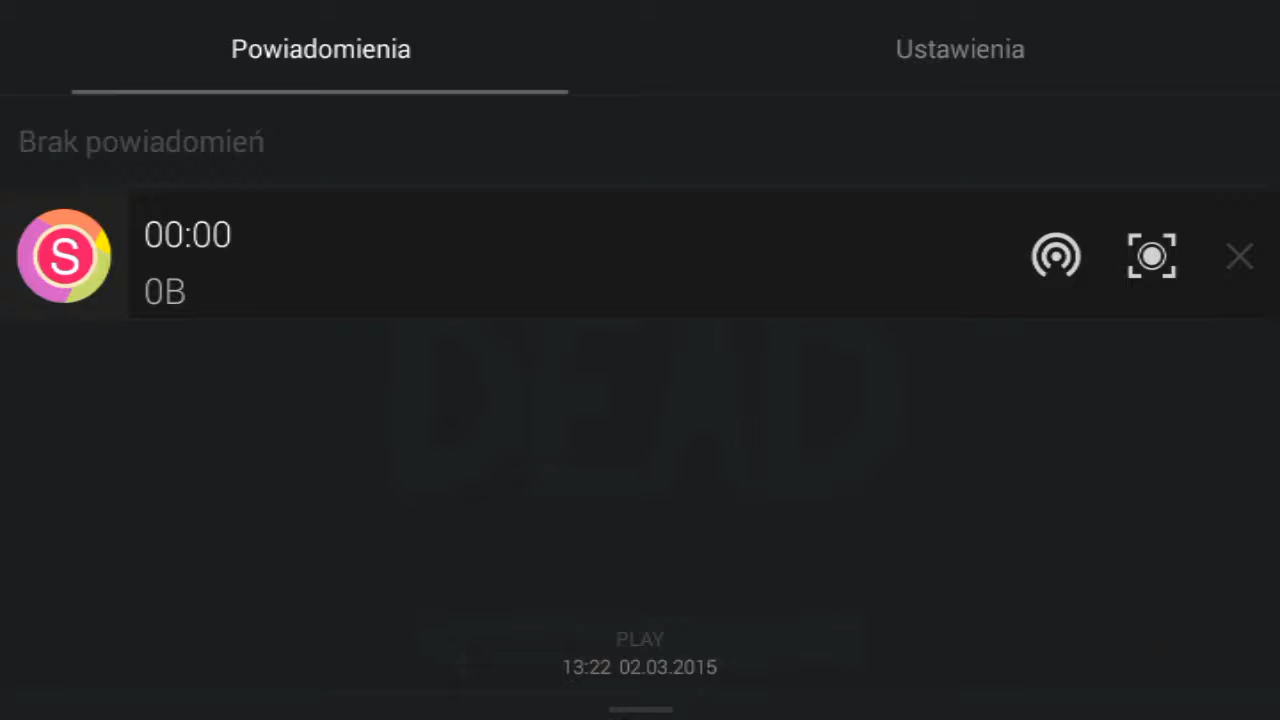 Powiadomienia
Ustawienia
Brak powiadomień
S
00:00
0B
DEAD
PLAY
13:22 02.03.2015